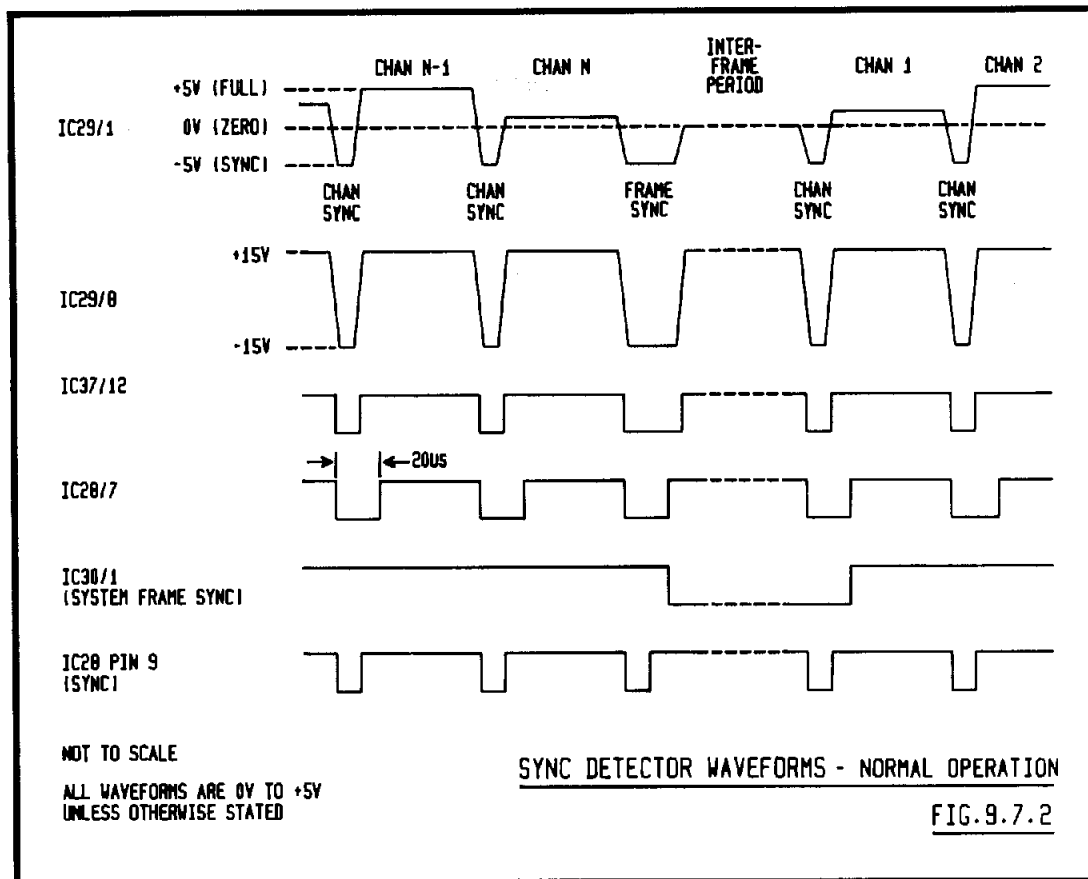 INTER-
FRAME
PERIOD
CHAN N-1
CHAN N
CHAN 1
CHAN 2
+5V (FULL)
IC29/1
0V (ZERO)
-5V (SYNC)
CHAN
SYNC
CHAN
SYNC
FRAME
SYNC
CHAN
SYNC
CHAN
SYNC
+15V
IC29/8
-15V
IC37/12
20US
IC28/7
IC30/1
(SYSTEM FRAME SYNC)
IC28 PIN 9
(SYNC)
NOT TO SCALE
ALL WAVEFORMS ARE 0V TO +5V
UNLESS OTHERWISE STATED
SYNC DETECTOR WAVEFORMS - NORMAL OPERATION
FIG.9.7.2